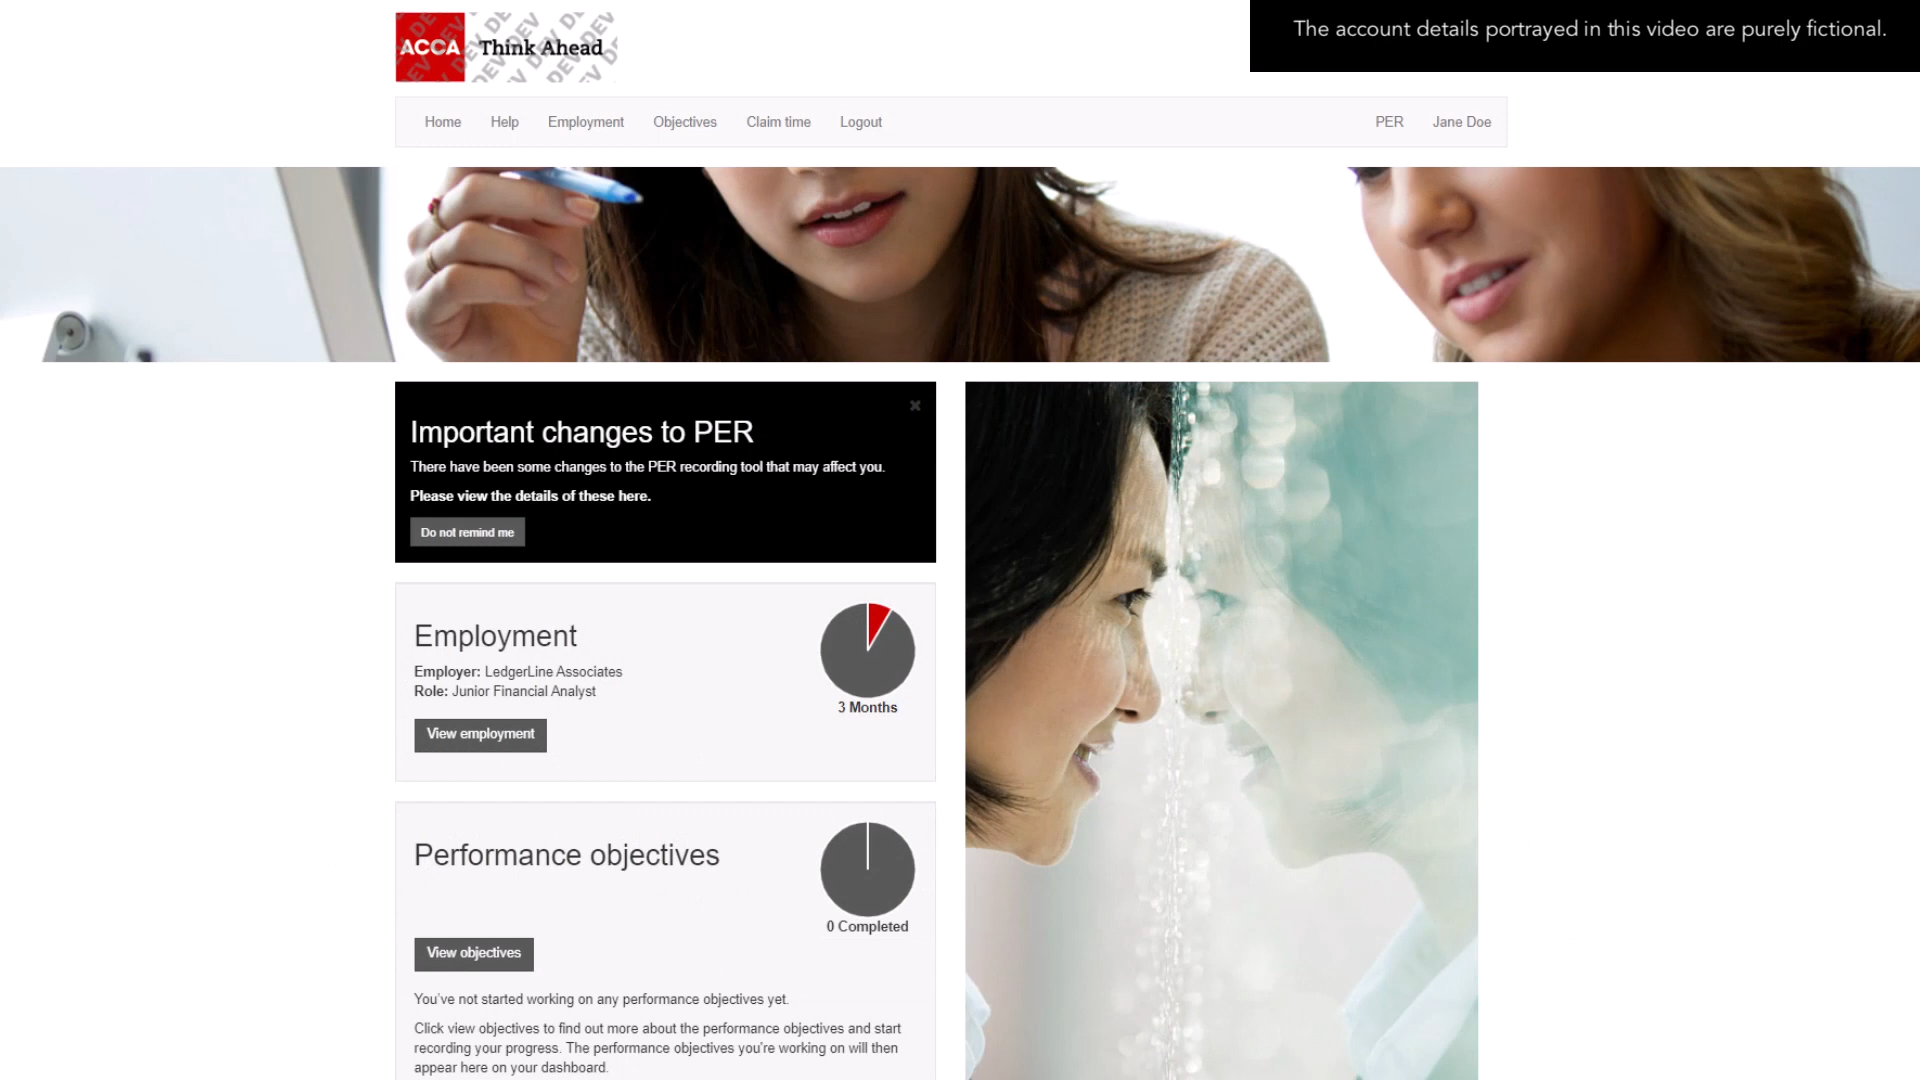 The account details portrayed in this video are purely fictional.
ACCA Think Ahead
Home Help Employment Objectives Claim time Logout PER Jane Doe
Important changes to PER
There have been some changes to the PER recording tool that may affect you.
Please view the details of these here.
Do not remind me
Employment
Employer: LedgerLine Associates
Role: Junior Financial Analyst
3 Months
View employment
Performance objectives
0 Completed
View objectives
You've not started working on any performance objectives yet.
Click view objectives to find out more about the performance objectives and start
recording your progress. The performance objectives you're working on will then
appear here on your dashboard.